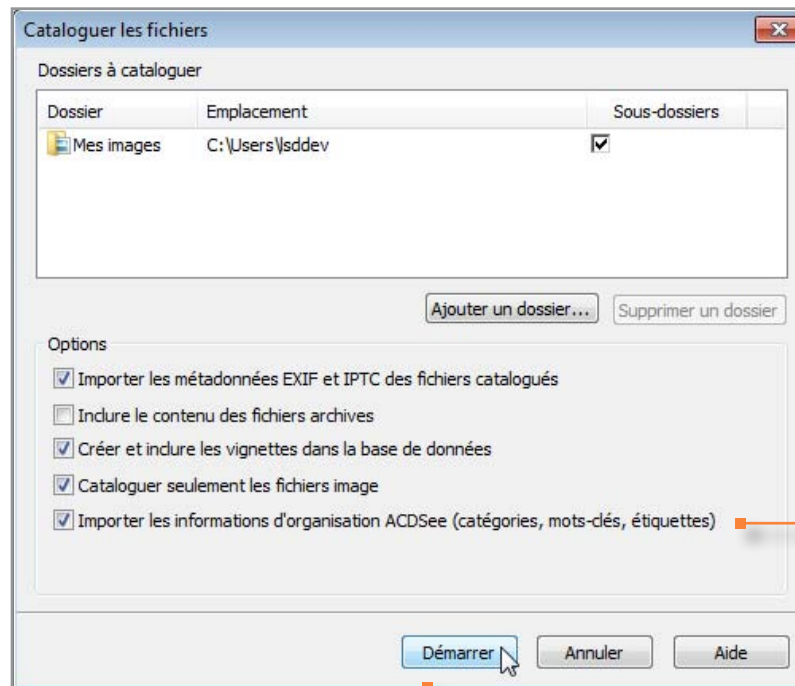 Cataloguer les fichiers
Dossiers à cataloguer
Dossier Emplacement Sous-dossiers
Mes images C:\Users\lsddev
Ajouter un dossier... Supprimer un dossier
Options
Importer les métadonnées EXIF et IPTC des fichiers catalogués
Inclure le contenu des fichiers archives
Créer et inclure les vignettes dans la base de données
Cataloguer seulement les fichiers image
Importer les informations d'organisation ACDSee (catégories, mots-clés, étiquettes)
Démarrer Annuler Aide